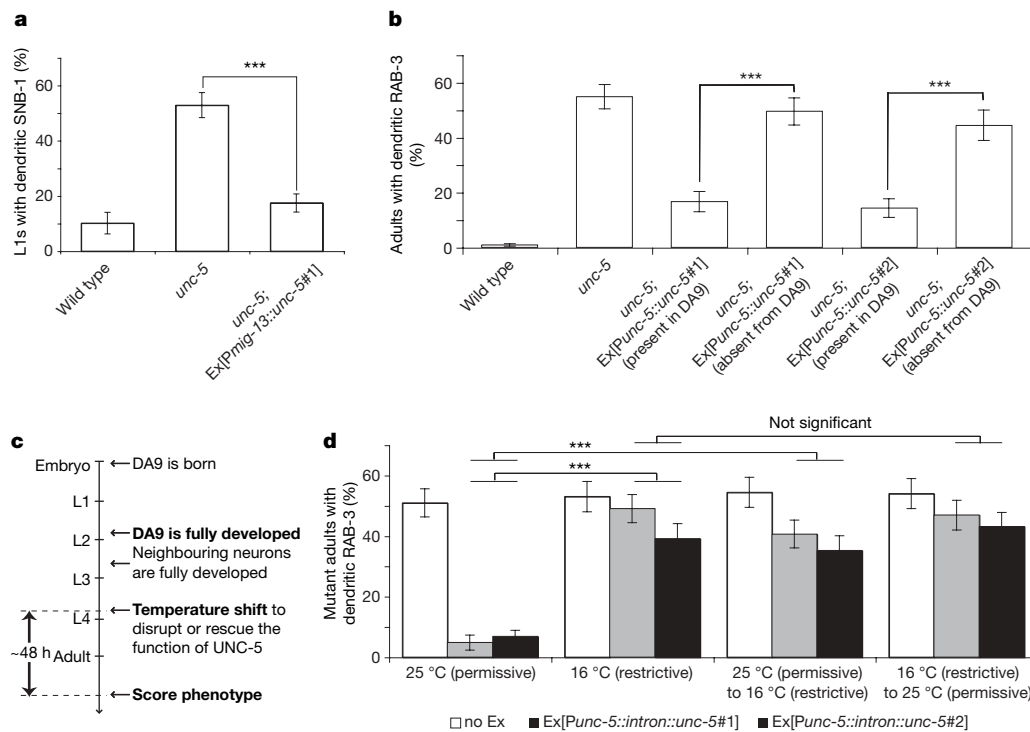 a
L1s with dendritic SNB-1 (%)
60
40
20
0
***
Wild type
unc-5
unc-5;
Ex[Pmig-13::unc-5#1]
b
Adults with dendritic RAB-3
(%)
60
40
20
0
***
***
Wild type
unc-5
unc-5;
Ex[Punc-5::unc-5#1]
(present in DA9)
unc-5;
Ex[Punc-5::unc-5#1]
(absent from DA9)
unc-5;
Ex[Punc-5::unc-5#2]
(present in DA9)
unc-5;
Ex[Punc-5::unc-5#2]
(absent from DA9)
c
Embryo
L1
L2
L3
L4
Adult
~48 h
DA9 is born
DA9 is fully developed
Neighbouring neurons
are fully developed
Temperature shift to
disrupt or rescue the
function of UNC-5
Score phenotype
d
Mutant adults with
dendritic RAB-3 (%)
60
40
20
0
Not significant
***
***
25 °C (permissive)
16 °C (restrictive)
25 °C (permissive)
to 16 °C (restrictive)
16 °C (restrictive)
to 25 °C (permissive)
no Ex
Ex[Punc-5::intron::unc-5#1]
Ex[Punc-5::intron::unc-5#2]